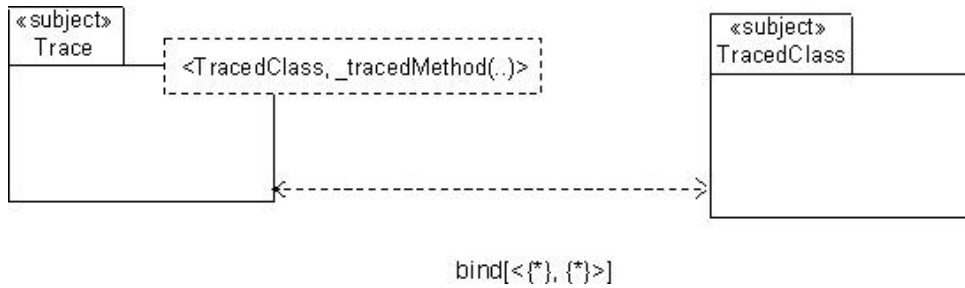 «subject»
Trace
<TracedClass, _tracedMethod(..)>
«subject»
TracedClass
bind[<{*}, {*}>]